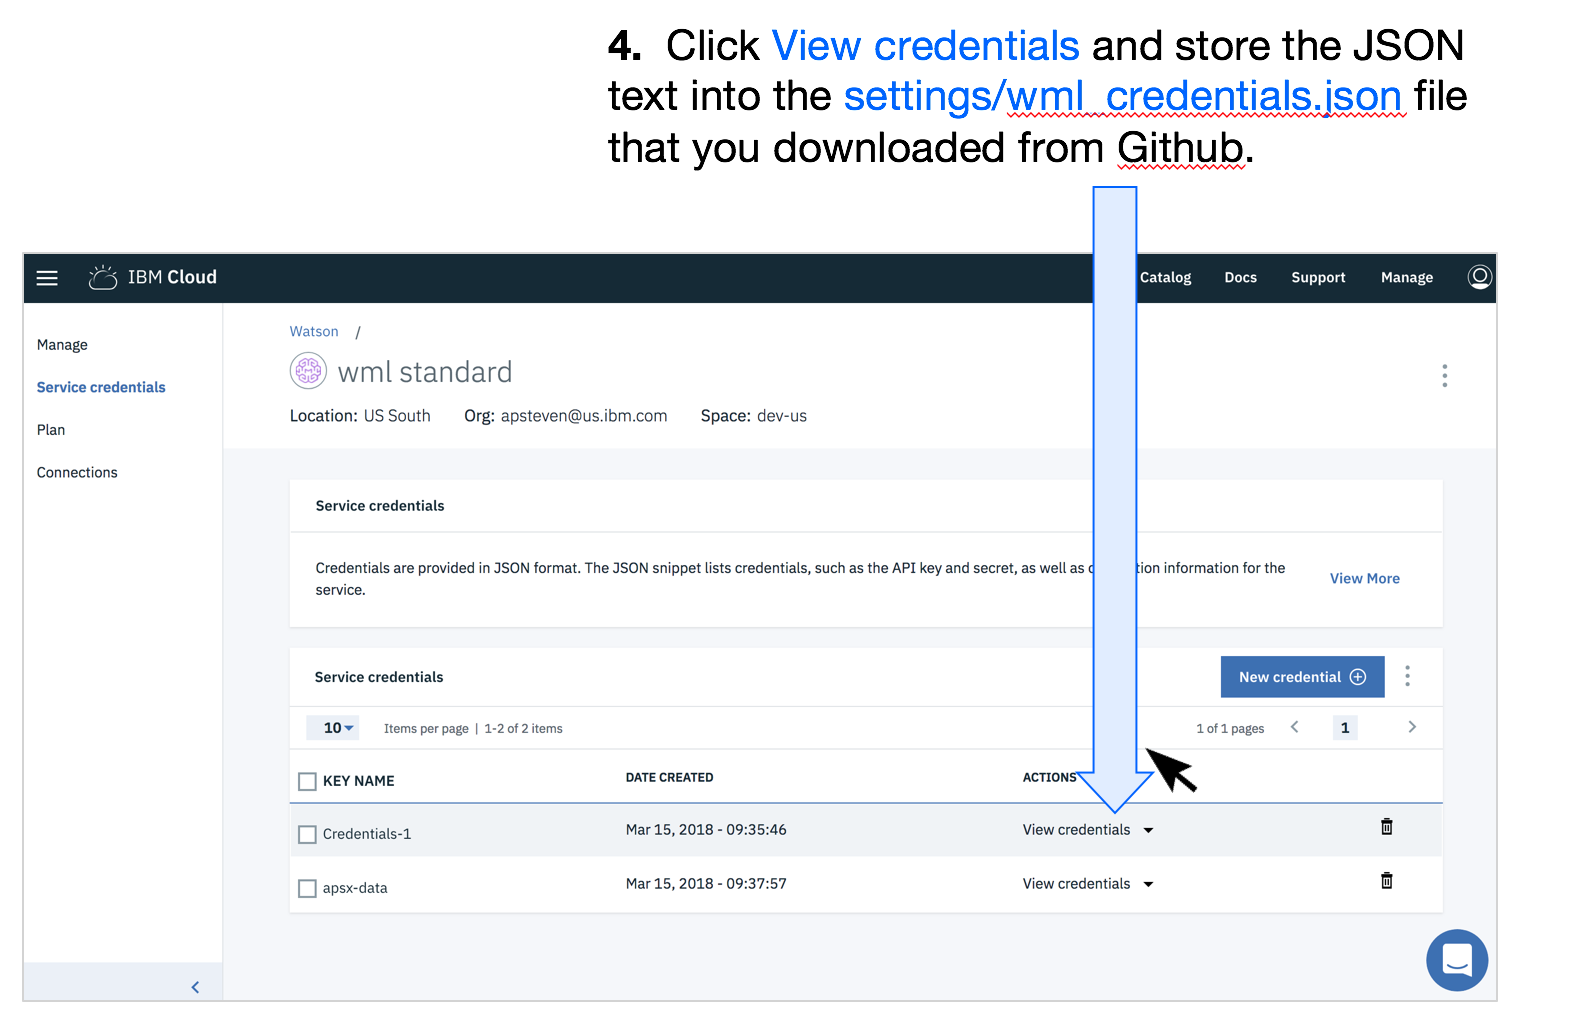 4. Click View credentials and store the JSON
text into the settings/wml_credentials.json file
that you downloaded from Github.
IBM Cloud
Catalog Docs Support Manage
Manage
Service credentials
Plan
Connections
Watson /
wml standard
Location: US South Org: apsteven@us.ibm.com Space: dev-us
Service credentials
Credentials are provided in JSON format. The JSON snippet lists credentials, such as the API key and secret, as well as information for the
service.
View More
Service credentials
New credential
10 Items per page | 1-2 of 2 items 1 of 1 pages < 1 >
KEY NAME DATE CREATED ACTIONS
Credentials-1 Mar 15, 2018 - 09:35:46 View credentials
apsx-data Mar 15, 2018 - 09:37:57 View credentials